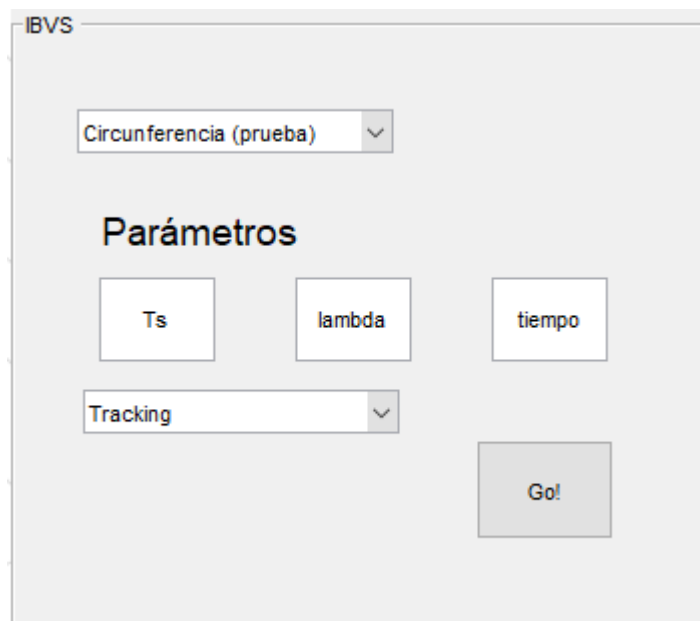 IBVS
Circunferencia (prueba)
Parámetros
Ts lambda tiempo
Tracking
Go!